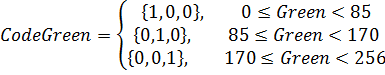 CodeGreen = { {1,0,0}, 0 ≤ Green < 85
{0,1,0}, 85 ≤ Green < 170
{0,0,1}, 170 ≤ Green < 256